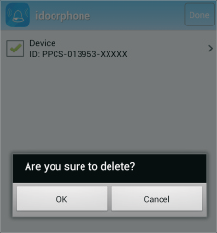 idoorphone
Done
Device
ID: PPCS-013953-XXXXX
Are you sure to delete?
OK
Cancel